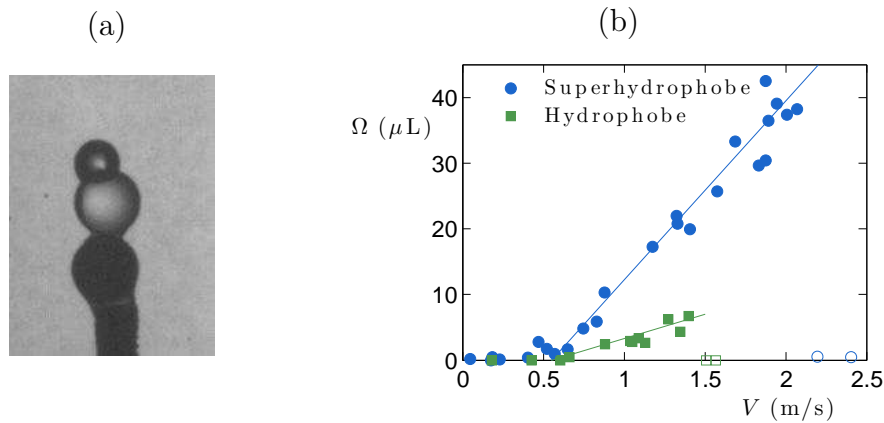 (a)
(b)
Ω (μL)
40
30
20
10
0
Superhydrophobe
Hydrophobe
0 0.5 1 1.5 2 2.5
V (m/s)